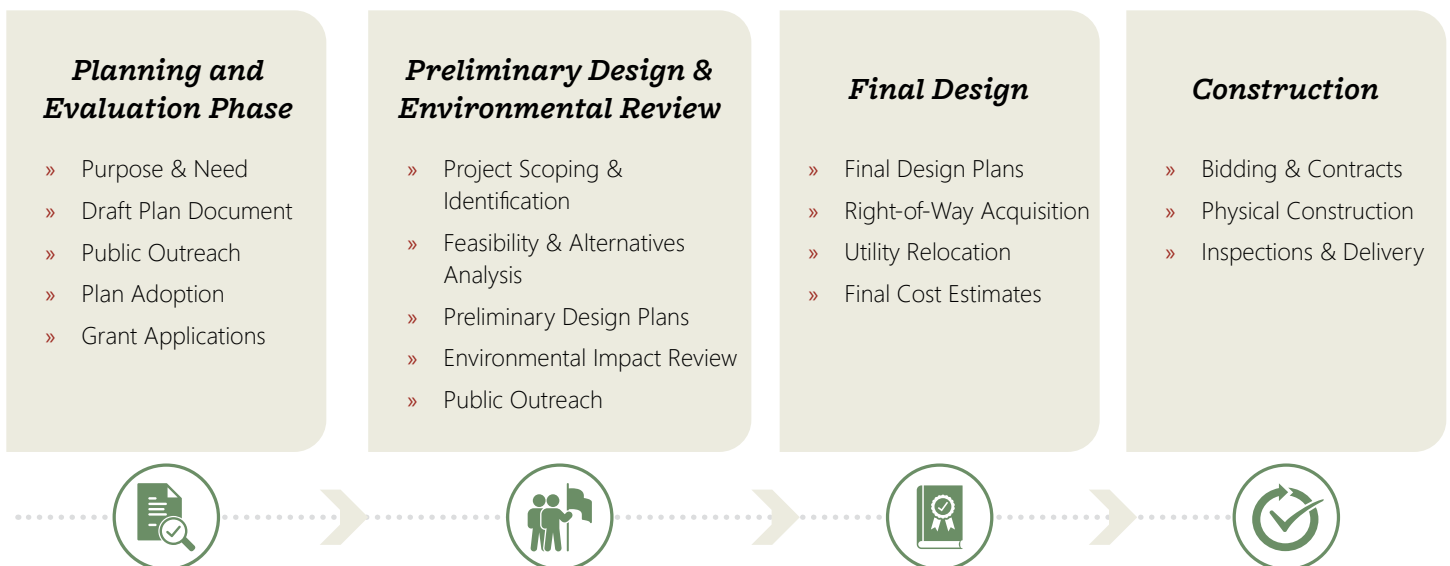 Planning and
Evaluation Phase
» Purpose & Need
» Draft Plan Document
» Public Outreach
» Plan Adoption
» Grant Applications
Preliminary Design &
Environmental Review
» Project Scoping &
Identification
» Feasibility & Alternatives
Analysis
» Preliminary Design Plans
» Environmental Impact Review
» Public Outreach
Final Design
» Final Design Plans
» Right-of-Way Acquisition
» Utility Relocation
» Final Cost Estimates
Construction
» Bidding & Contracts
» Physical Construction
» Inspections & Delivery